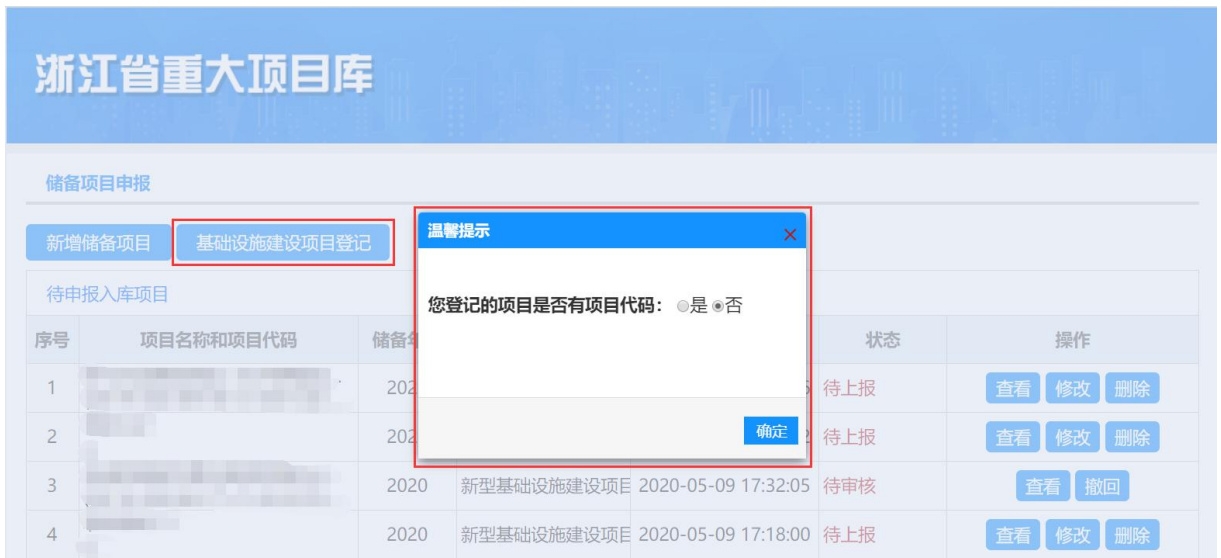 浙江省重大项目库
储备项目申报
新增储备项目 基础设施建设项目登记
温馨提示
您登记的项目是否有项目代码： 是 否
确定
待申报入库项目
序号 项目名称和项目代码 状态 操作
1 待上报 查看 修改 删除
2 待上报 查看 修改 删除
3 2020 新型基础设施建设项目 2020-05-09 17:32:05 待审核 查看 撤回
4 2020 新型基础设施建设项目 2020-05-09 17:18:00 待上报 查看 修改 删除